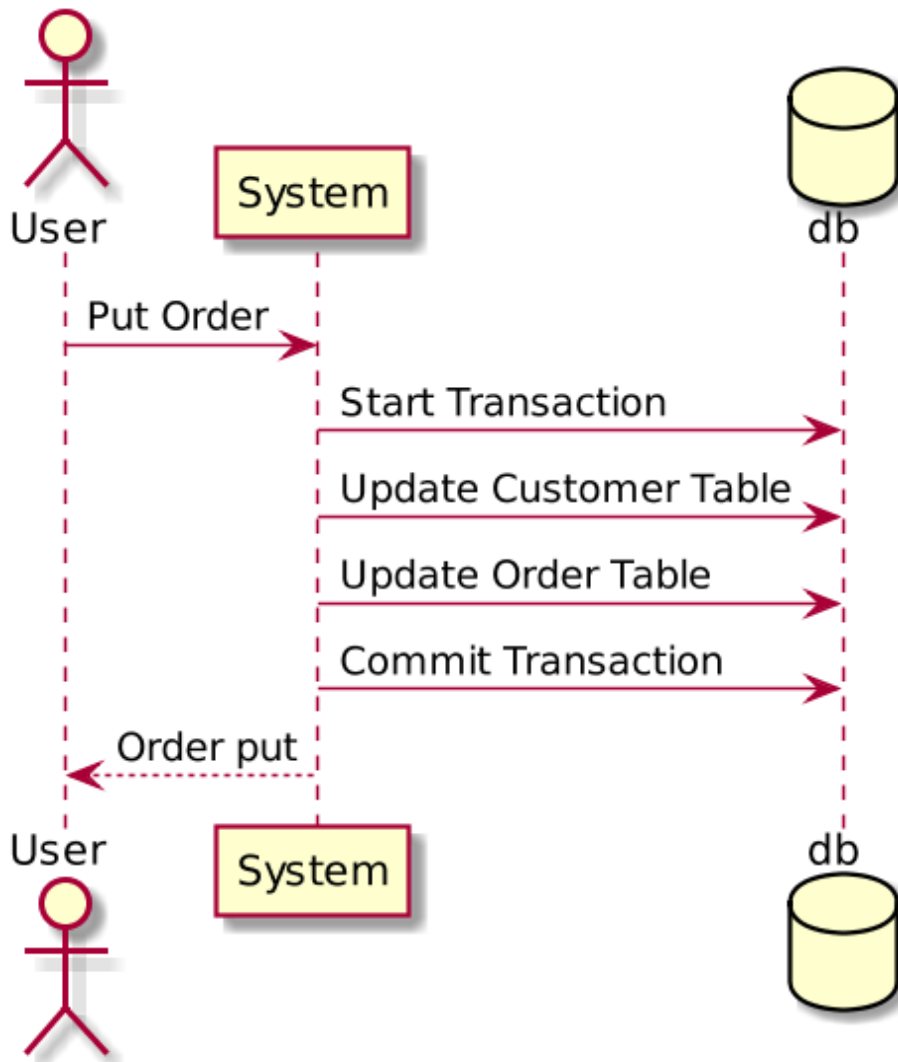 User
System
db
Put Order
Start Transaction
Update Customer Table
Update Order Table
Commit Transaction
Order put
User
System
db